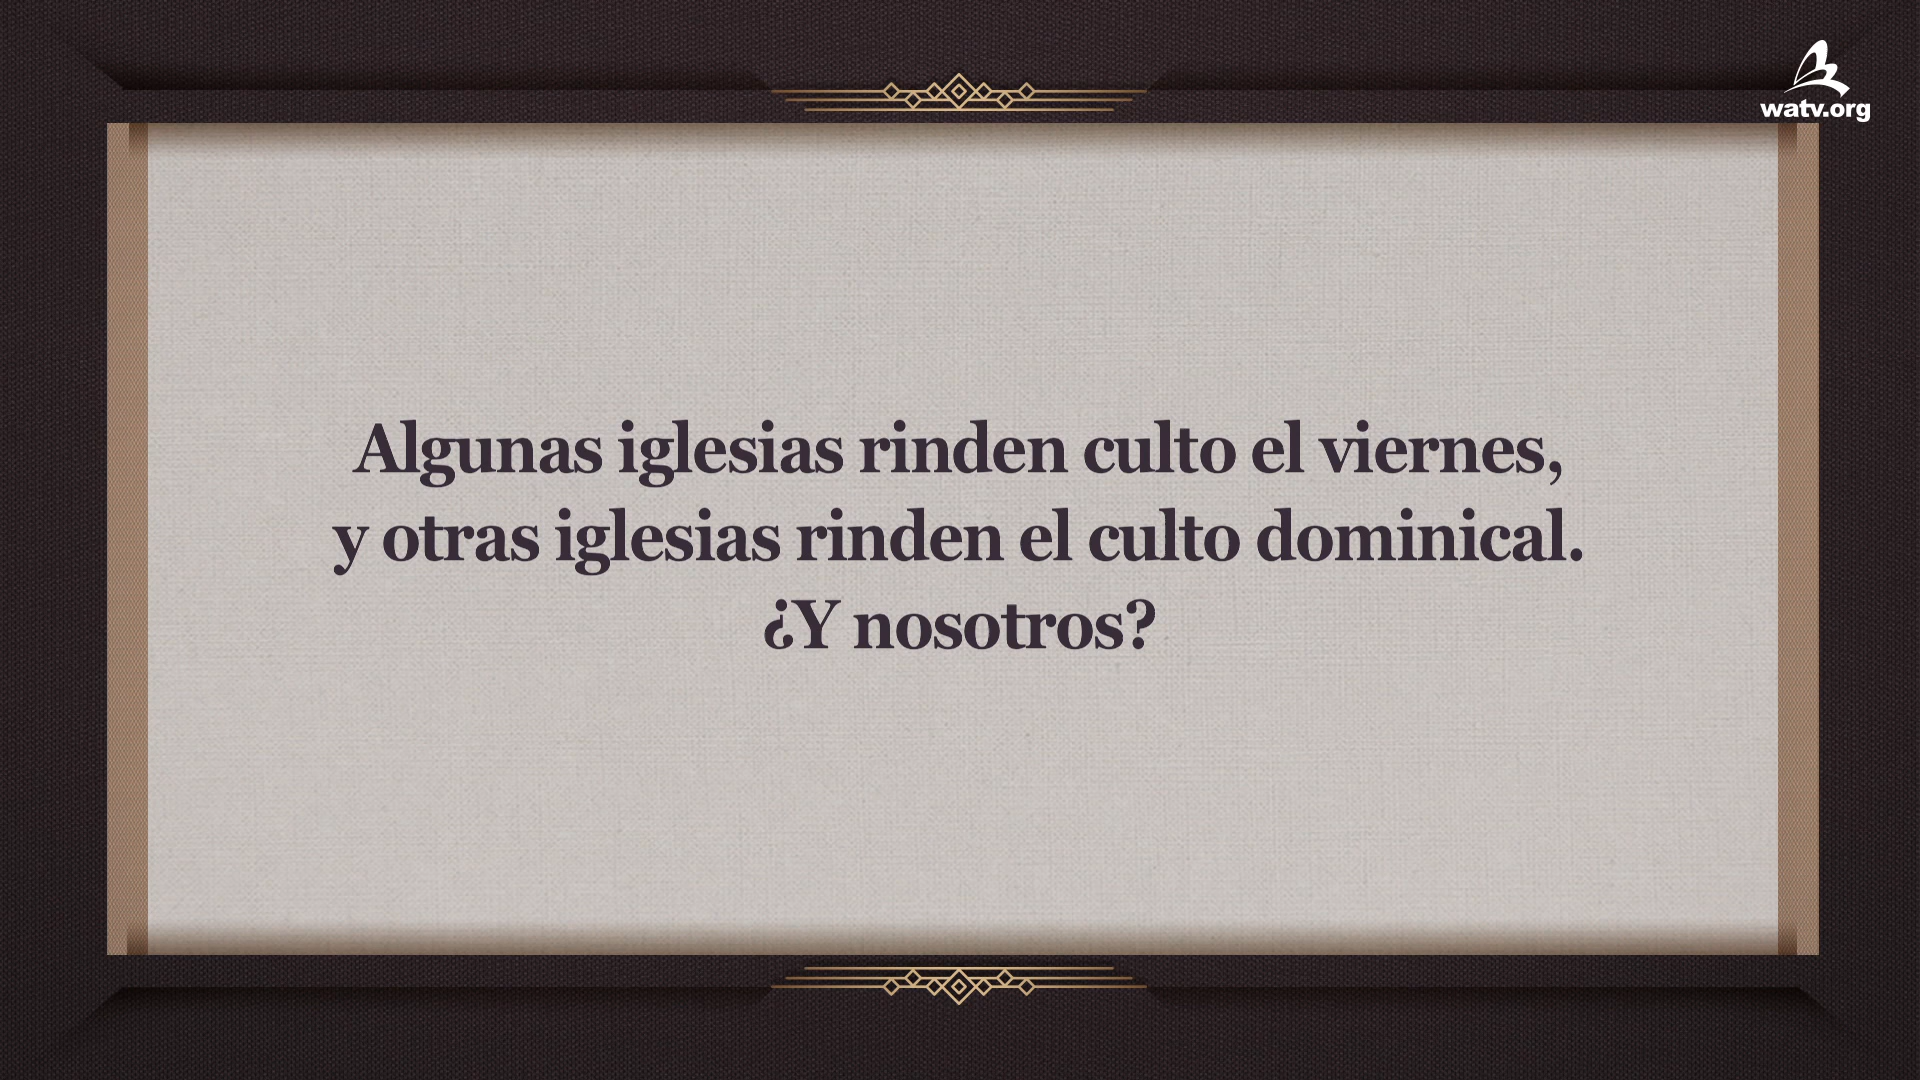 watv.org
Algunas iglesias rinden culto el viernes,
y otras iglesias rinden el culto dominical.
¿Y nosotros?